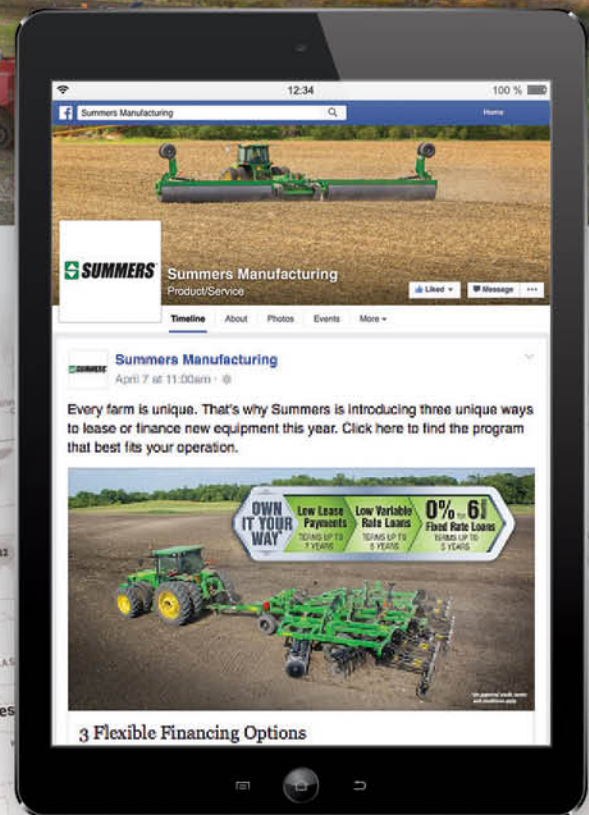 12:34
100 %
Summers Manufacturing
Home
SUMMERS
Summers Manufacturing
Product/Service
Liked
Message
Timeline
About
Photos
Events
More
SUMMERS
Summers Manufacturing
April 7 at 11:00am
Every farm is unique. That's why Summers is introducing three unique ways
to lease or finance new equipment this year. Click here to find the program
that best fits your operation.
OWN
IT YOUR
WAY
Low Lease
Payments
TERMS UP TO
7 YEARS
Low Variable
Rate Loans
TERMS UP TO
5 YEARS
0%
6
Fixed Rate Loans
TERMS UP TO
5 YEARS
3 Flexible Financing Options